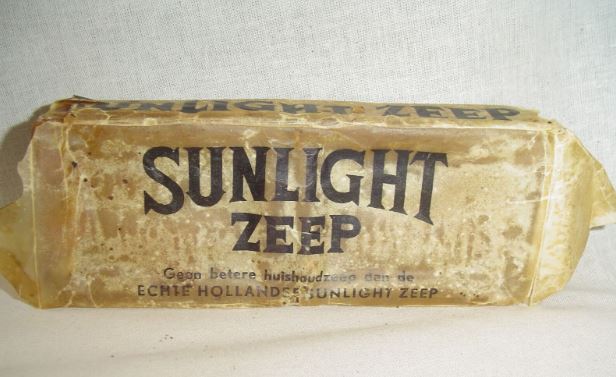 SUNLIGHT ZEEP
SUNLIGHT
ZEEP
Geen betere huishoudzeep dan de
ECHTE HOLLANDSE SUNLIGHT ZEEP